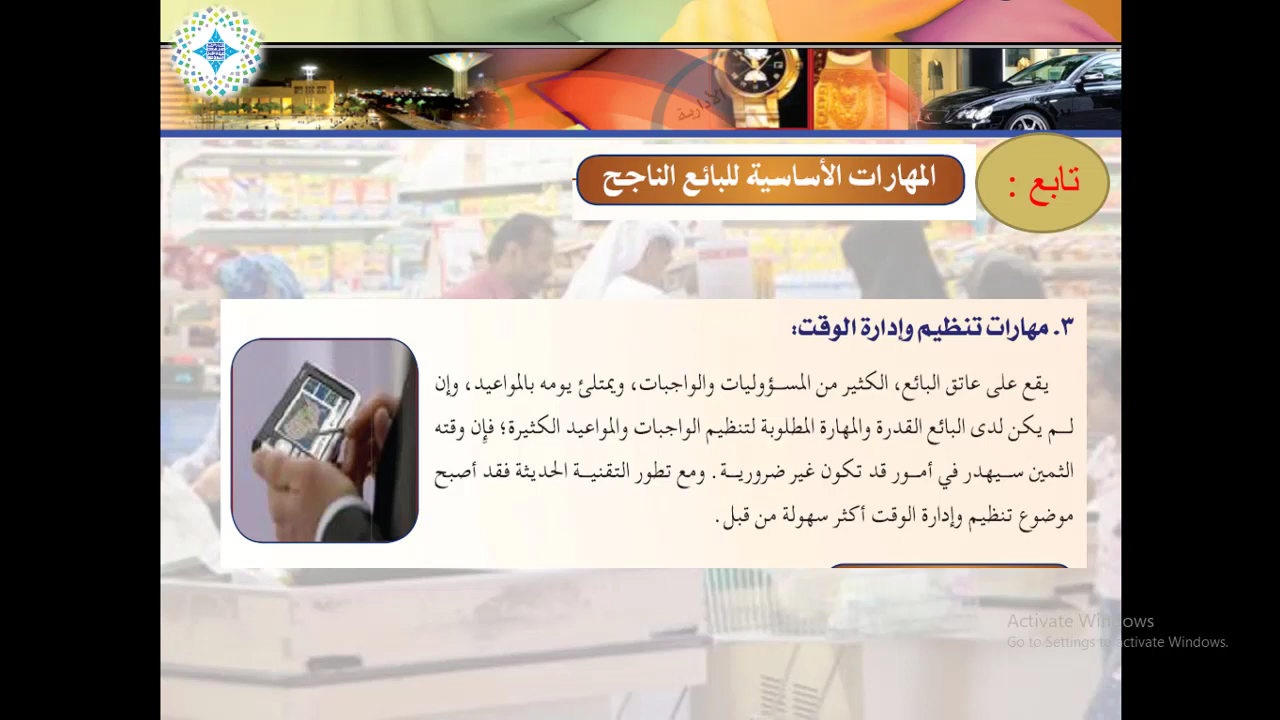 الأدارية
تابع :
المهارات الأساسية للبائع الناجح
٣. مهارات تنظيم وإدارة الوقت:
يقع على عاتق البائع، الكثير من المسؤوليات والواجبات، ويمتلئ يومه بالمواعيد، وإن
لم يكن لدى البائع القدرة والمهارة المطلوبة لتنظيم الواجبات والمواعيد الكثيرة؛ فإن وقته
الثمين سيهدر في أمور قد تكون غير ضرورية. ومع تطور التقنية الحديثة فقد أصبح
موضوع تنظيم وإدارة الوقت أكثر سهولة من قبل.
Activate Windows
Go to Settings to activate Windows.